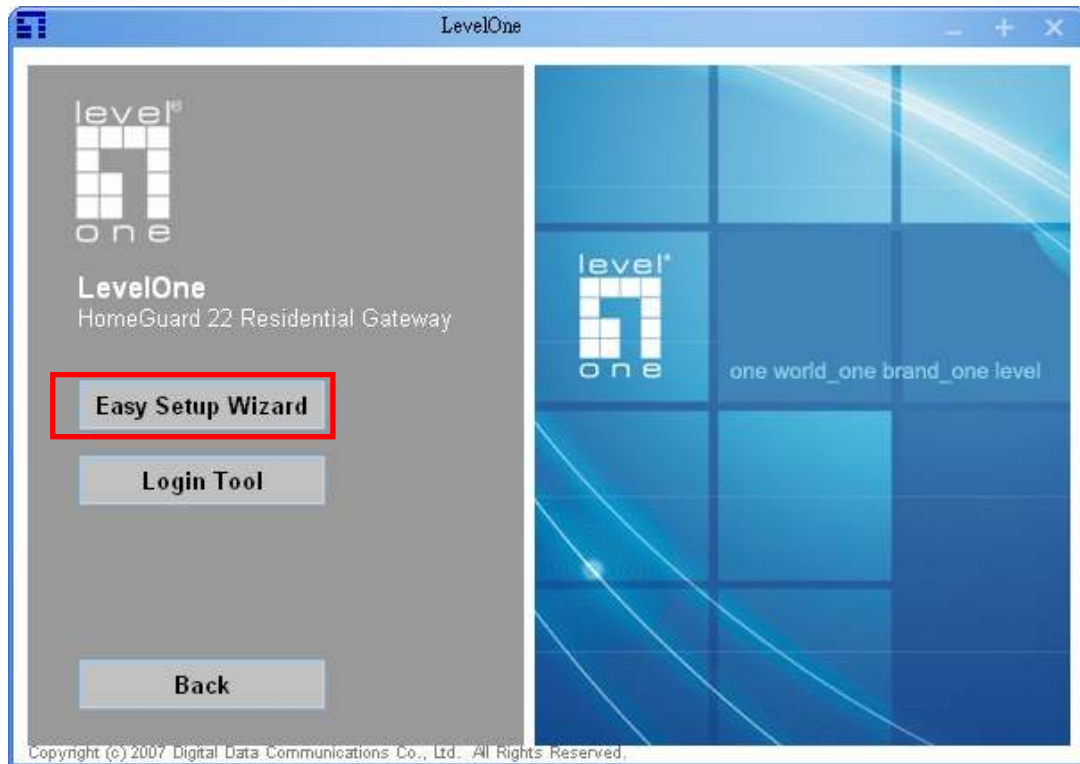 LevelOne
level®
one
LevelOne
HomeGuard 22 Residential Gateway
Easy Setup Wizard
Login Tool
Back
level®
one
one world_one brand_one level
Copyright (c) 2007 Digital Data Communications Co., Ltd. All Rights Reserved.